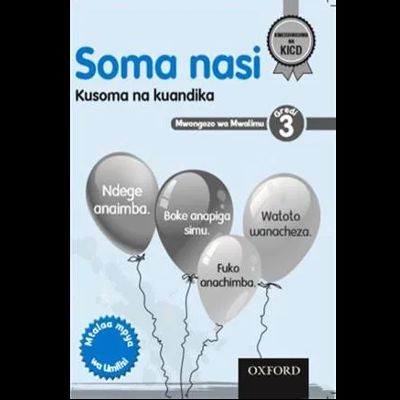 Soma nasi
Kusoma na kuandika
KICD
Mwongozo wa Mwalimu
Gredi
3
Ndege
anaimba.
Boke anapiga
simu.
Watoto
wanacheza.
Fuko
anachimba.
Mtalaa mpya
wa Umilisi
OXFORD